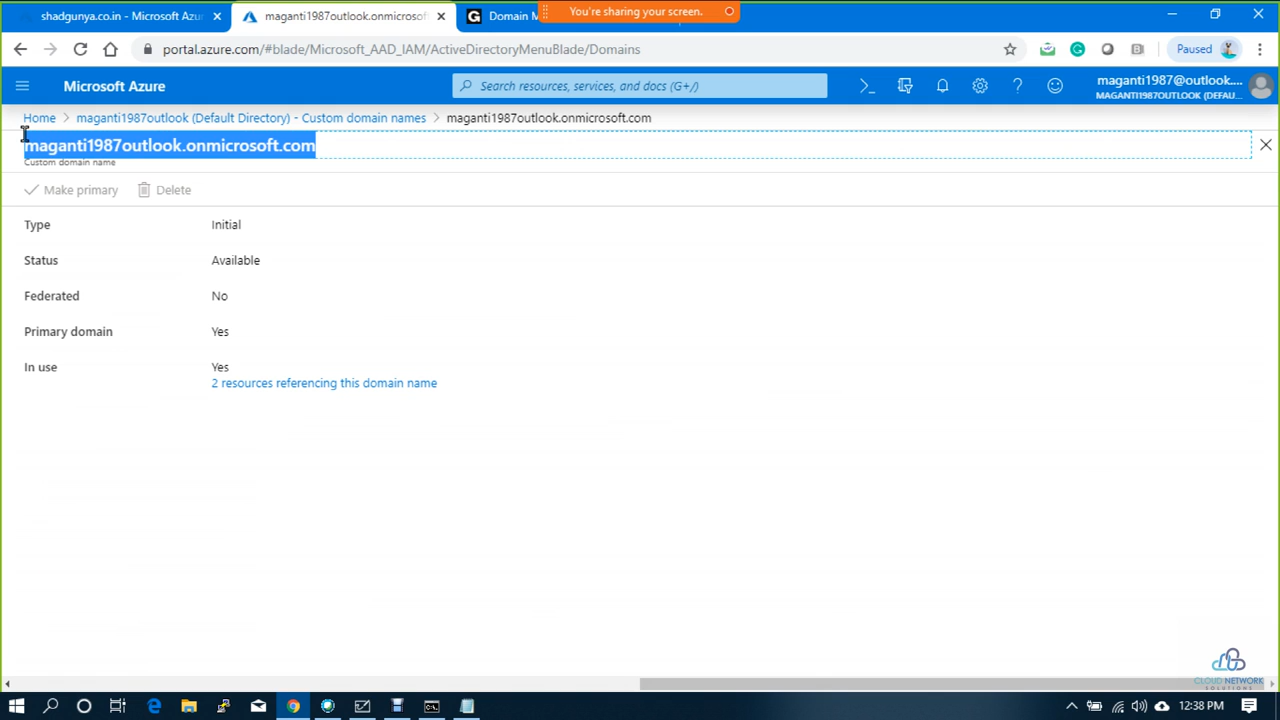 shadgunya.co.in - Microsoft Azu
maganti1987outlook.onmicrosoft
Domain M
You're sharing your screen.
portal.azure.com/#blade/Microsoft_AAD_IAM/ActiveDirectoryMenuBlade/Domains
Paused
Microsoft Azure
Search resources, services, and docs (G+/)
maganti1987@outlook....
MAGANTI1987OUTLOOK (DEFAU...
Home > maganti1987outlook (Default Directory) - Custom domain names > maganti1987outlook.onmicrosoft.com
maganti1987outlook.onmicrosoft.com
Custom domain name
Make primary Delete
Type Initial
Status Available
Federated No
Primary domain Yes
In use Yes
2 resources referencing this domain name
CLOUD NETWORK
SOLUTIONS
12:38 PM